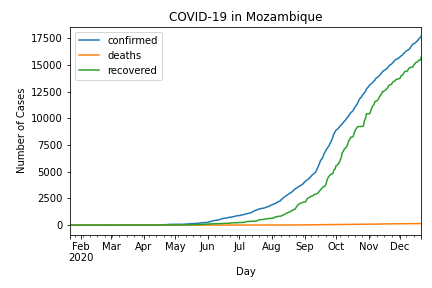 COVID-19 in Mozambique
confirmed
deaths
recovered
Number of Cases
17500
15000
12500
10000
7500
5000
2500
0
Feb Mar Apr May Jun Jul Aug Sep Oct Nov Dec
2020
Day